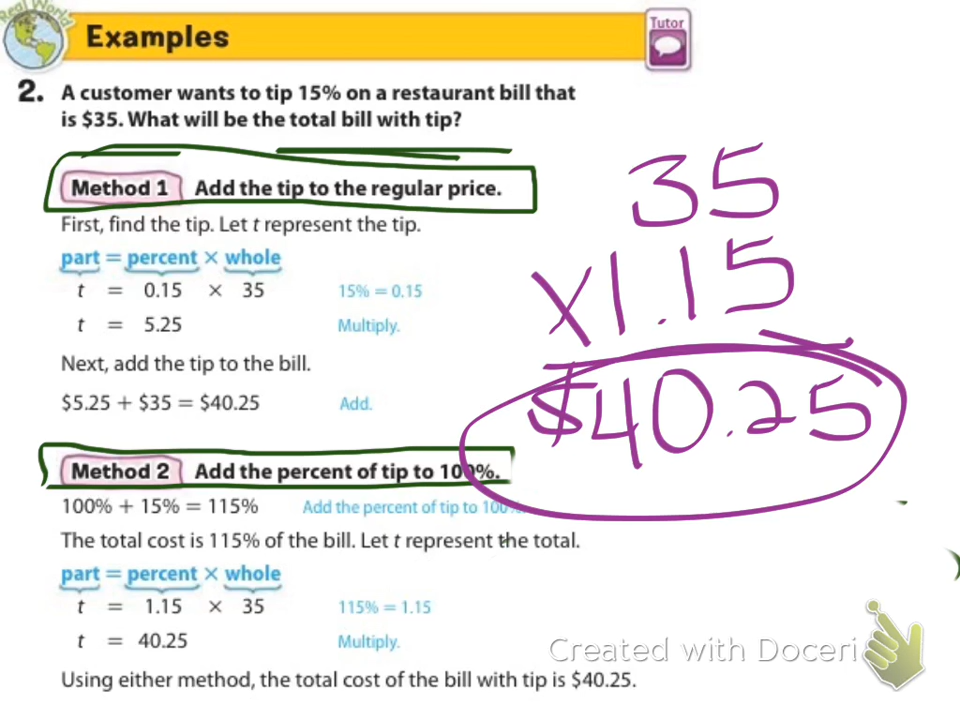 Real World
Examples
Tutor
2. A customer wants to tip 15% on a restaurant bill that
is $35. What will be the total bill with tip?
Method 1 Add the tip to the regular price.
First, find the tip. Let t represent the tip.
part = percent × whole
t = 0.15 × 35 15% = 0.15
t = 5.25 Multiply.
Next, add the tip to the bill.
$5.25 + $35 = $40.25 Add.
35
X1.15
$40.25
Method 2 Add the percent of tip to 100%.
100% + 15% = 115% Add the percent of tip to 100%
The total cost is 115% of the bill. Let t represent the total.
part = percent × whole
t = 1.15 × 35 115% = 1.15
t = 40.25 Multiply.
Using either method, the total cost of the bill with tip is $40.25.
Created with Doceri